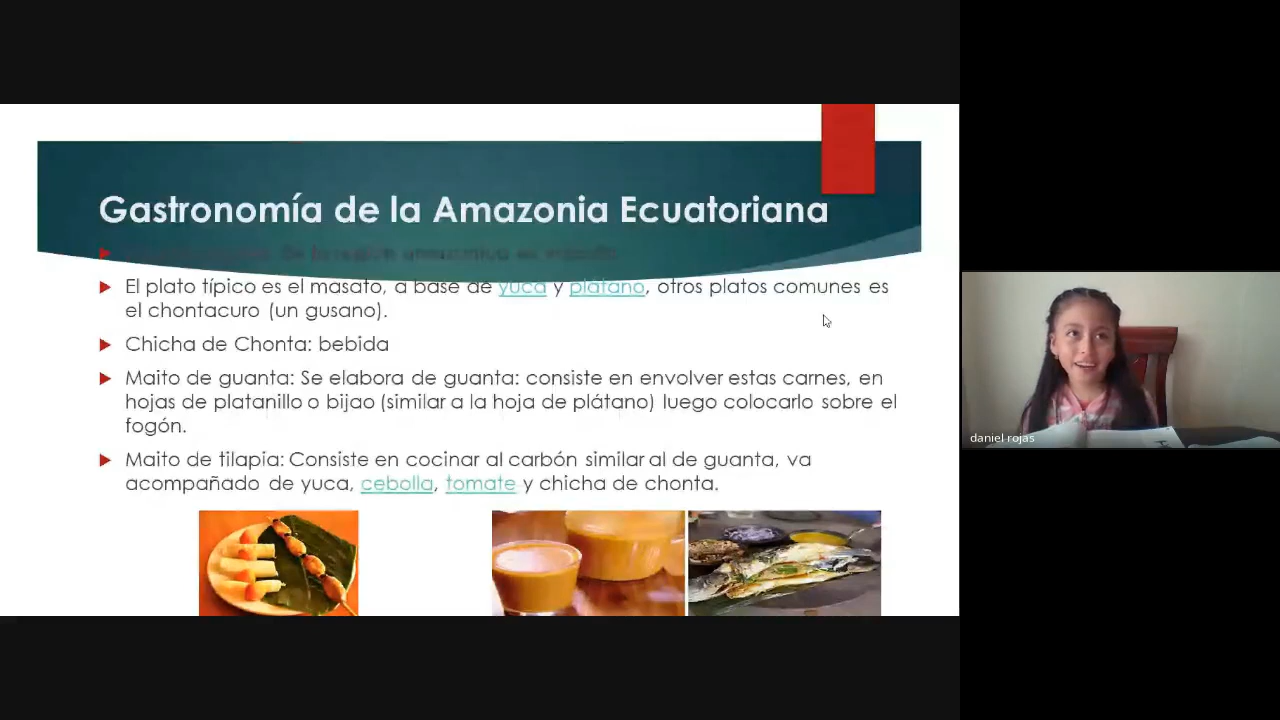 Gastronomía de la Amazonia Ecuatoriana
El plato típico es el masato, a base de yuca y plátano, otros platos comunes es
el chontacuro (un gusano).
Chicha de Chonta: bebida
Maito de guanta: Se elabora de guanta: consiste en envolver estas carnes, en
hojas de platanillo o bijao (similar a la hoja de plátano) luego colocarlo sobre el
fogón.
Maito de tilapia: Consiste en cocinar al carbón similar al de guanta, va
acompañado de yuca, cebolla, tomate y chicha de chonta.
daniel rojas